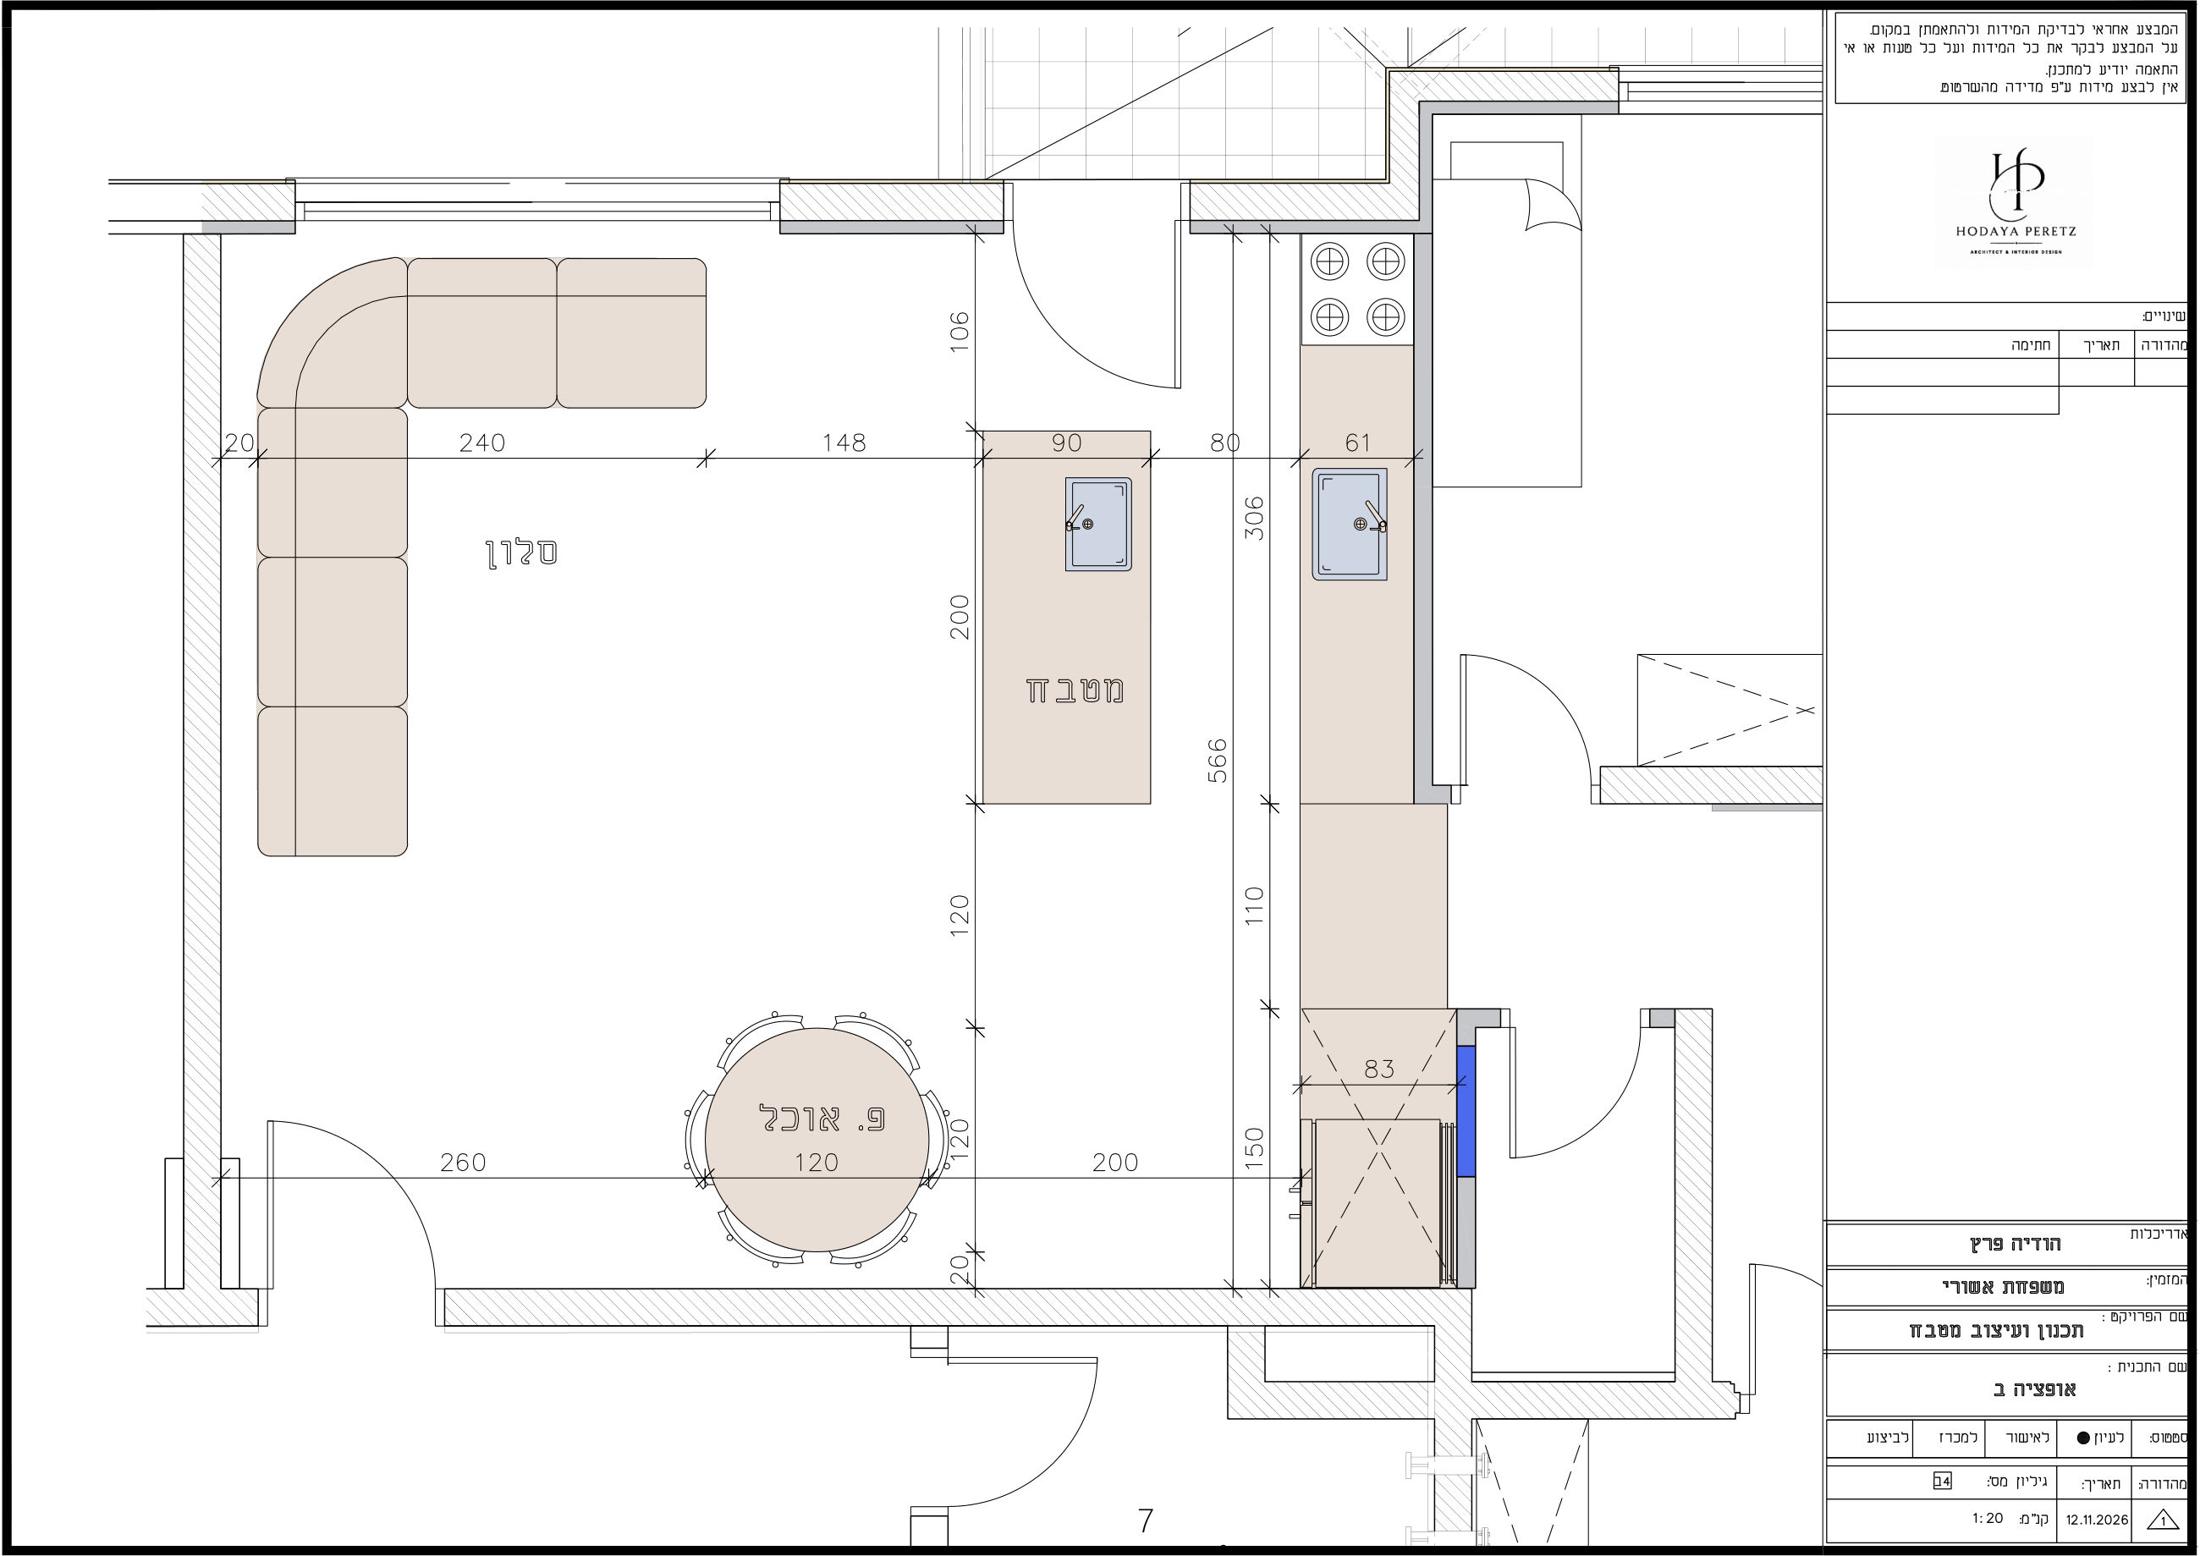 המבצע אחראי לבדיקת המידות ולהתאמתן במקום.
על המבצע לבקר את כל המידות ועל כל טעות או אי
התאמה יודיע למתכנן.
אין לבצע מידות ע"פ מדידה מהשרטוט
HODAYA PERETZ
ARCHITECT & INTERIOR DESIGN
שינויים:
מהדורה תאריך חתימה
106
20 240 148 90 80 61
306
סלון
200
מטבח
566
120
110
83
פ. אוכל
120
150
260 120 200
20
7
אדריכלות
הודיה פרץ
המזמין:
משפחת אשורי
שם הפרויקט :
תכנון ועיצוב מטבח
שם התכנית :
אופציה ב
סטטוס: לעיון לאישור למכרז לביצוע
מהדורה: תאריך: גיליון מס': 14
1 12.11.2026 קנ"מ: 1:20